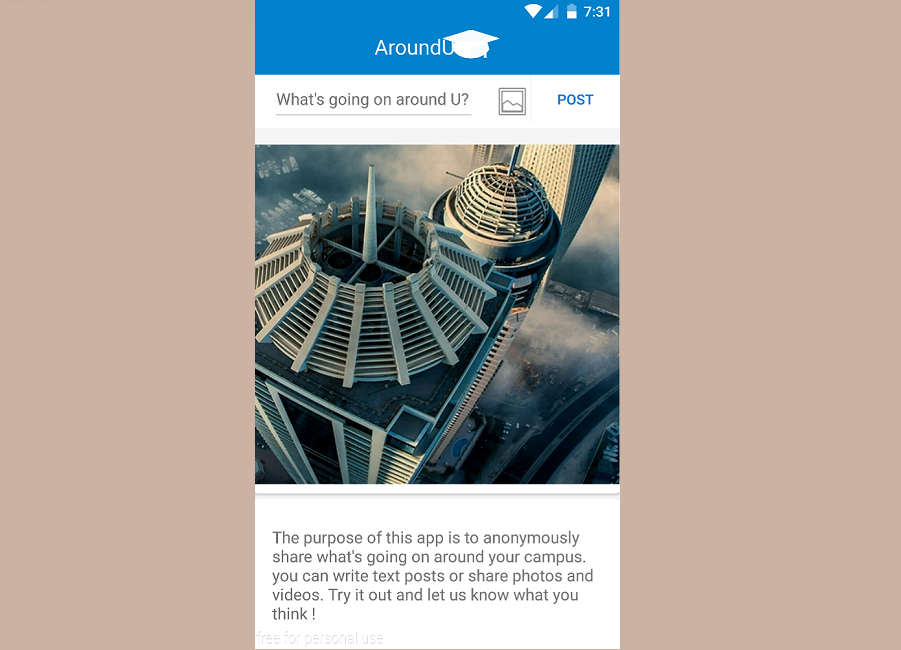 7:31
AroundU
What's going on around U?
POST
The purpose of this app is to anonymously
share what's going on around your campus.
you can write text posts or share photos and
videos. Try it out and let us know what you
think !
free for personal use